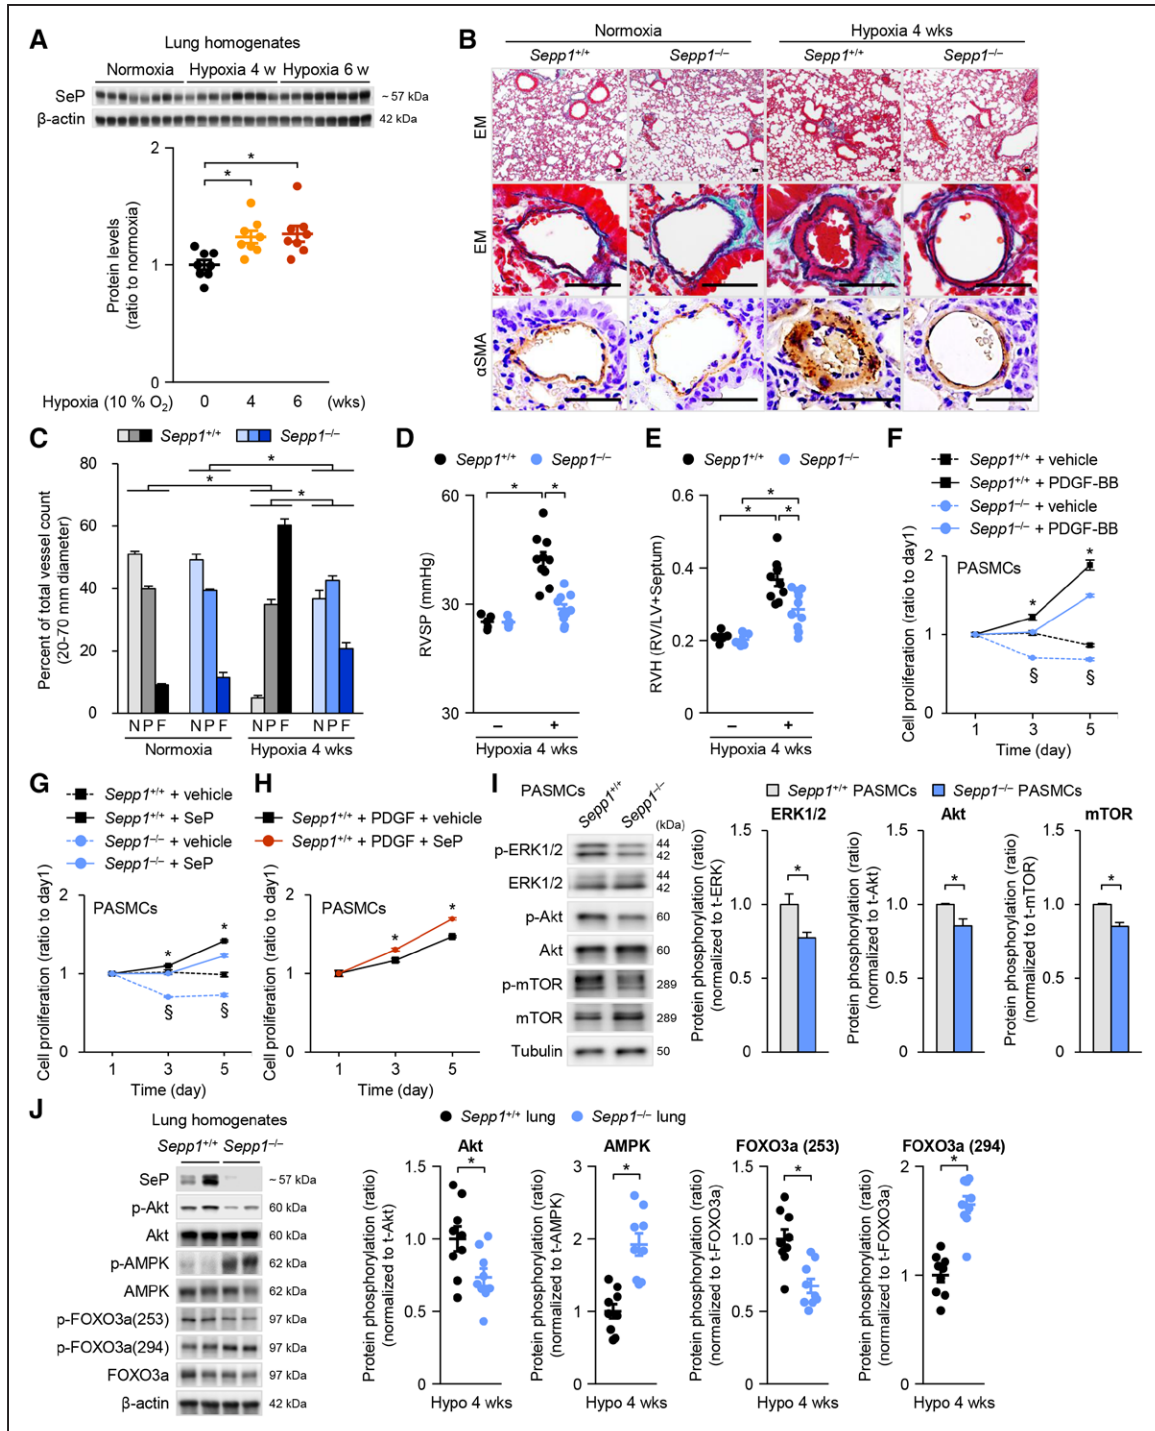 A
Lung homogenates
Normoxia Hypoxia 4 w Hypoxia 6 w
SeP ~ 57 kDa
β-actin 42 kDa
Protein levels
(ratio to normoxia)
2
1
0
*
*
Hypoxia (10 % O2) 0 4 6 (wks)
B
Normoxia Hypoxia 4 wks
Sepp1+/+ Sepp1–/– Sepp1+/+ Sepp1–/–
EM
EM
αSMA
C
Sepp1+/+ Sepp1–/–
Percent of total vessel count
(20-70 mm diameter)
80
60
40
20
0
*
*
*
N P F N P F N P F N P F
Normoxia Hypoxia 4 wks
D
Sepp1+/+ Sepp1–/–
RVSP (mmHg)
60
30
30
* *
– +
Hypoxia 4 wks
E
Sepp1+/+ Sepp1–/–
RVH (RV/LV+Septum)
0.6
0.4
0.2
0
*
* *
– +
Hypoxia 4 wks
F
Sepp1+/+ + vehicle
Sepp1+/+ + PDGF-BB
Sepp1–/– + vehicle
Sepp1–/– + PDGF-BB
Cell proliferation (ratio to day1)
2
1
0
PASMCs
* *
§ §
1 3 5
Time (day)
G
Sepp1+/+ + vehicle
Sepp1+/+ + SeP
Sepp1–/– + vehicle
Sepp1–/– + SeP
Cell proliferation (ratio to day1)
2
1
0
PASMCs
* *
§ §
1 3 5
Time (day)
H
Sepp1+/+ + PDGF + vehicle
Sepp1+/+ + PDGF + SeP
Cell proliferation (ratio to day1)
2
1
0
PASMCs
* *
1 3 5
Time (day)
I
PASMCs Sepp1+/+ Sepp1–/–
(kDa)
p-ERK1/2 44
42
ERK1/2 44
42
p-Akt 60
Akt 60
p-mTOR 289
mTOR 289
Tubulin 50
Sepp1+/+ PASMCs Sepp1–/– PASMCs
ERK1/2
Protein phosphorylation (ratio)
(normalized to t-ERK)
1.5
1.0
0.5
0
*
Akt
Protein phosphorylation (ratio)
(normalized to t-Akt)
1.5
1.0
0.5
0
*
mTOR
Protein phosphorylation (ratio)
(normalized to t-mTOR)
1.5
1.0
0.5
0
*
J
Lung homogenates
Sepp1+/+ Sepp1–/–
SeP ~ 57 kDa
p-Akt 60 kDa
Akt 60 kDa
p-AMPK 62 kDa
AMPK 62 kDa
p-FOXO3a(253) 97 kDa
p-FOXO3a(294) 97 kDa
FOXO3a 97 kDa
β-actin 42 kDa
Sepp1+/+ lung Sepp1–/– lung
Akt
Protein phosphorylation (ratio)
(normalized to t-Akt)
1.5
1.0
0.5
0
*
Hypo 4 wks
AMPK
Protein phosphorylation (ratio)
(normalized to t-AMPK)
3
2
1
0
*
Hypo 4 wks
FOXO3a (253)
Protein phosphorylation (ratio)
(normalized to t-FOXO3a)
1.5
1.0
0.5
0
*
Hypo 4 wks
FOXO3a (294)
Protein phosphorylation (ratio)
(normalized to t-FOXO3a)
2
1
0
*
Hypo 4 wks